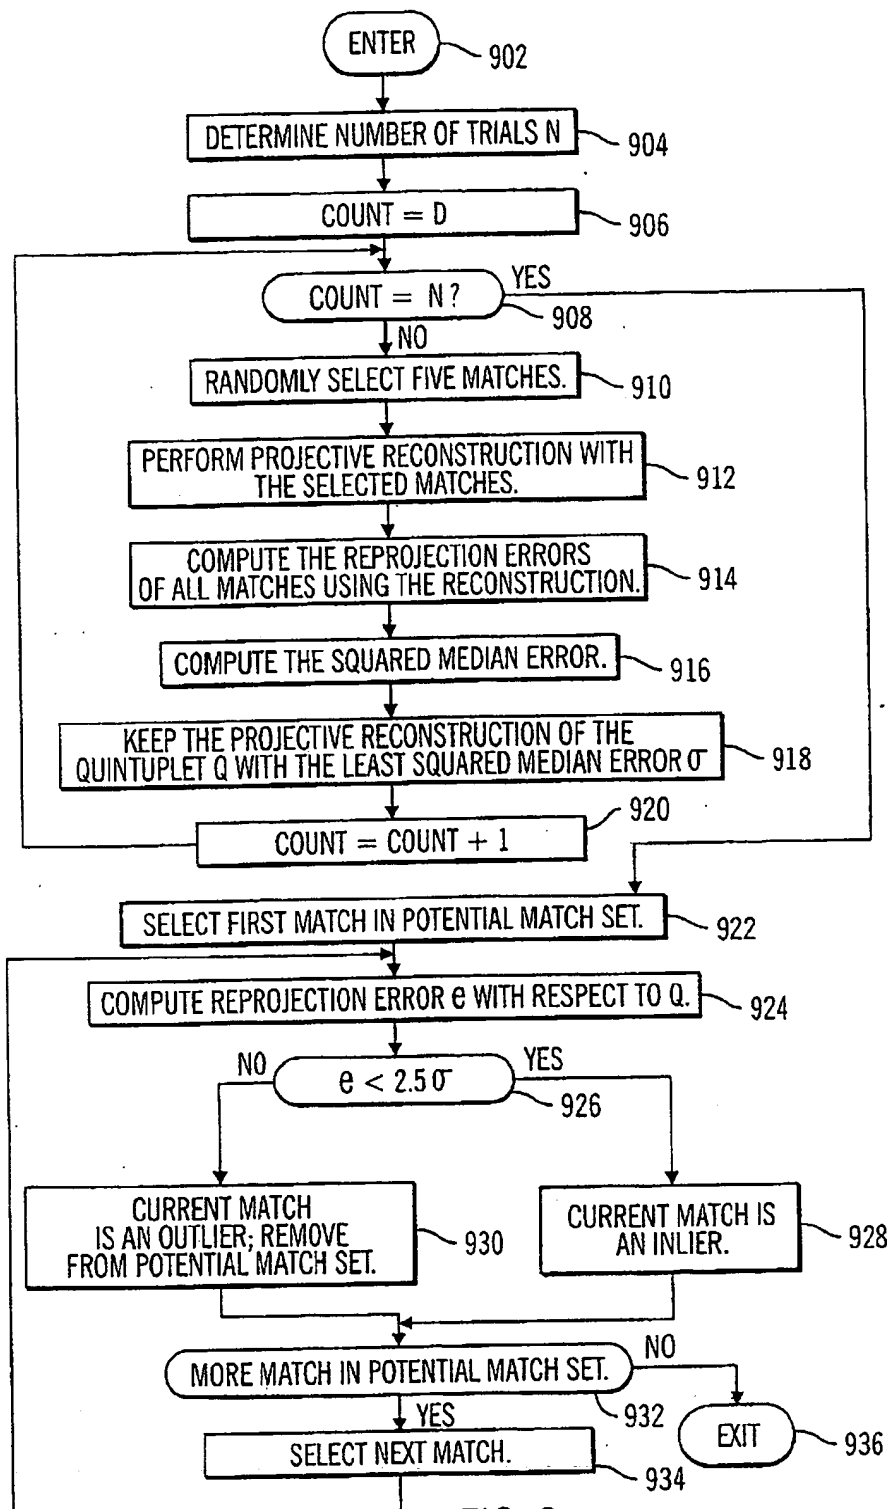 ENTER
902
DETERMINE NUMBER OF TRIALS N
904
COUNT = D
906
COUNT = N?
YES
908
NO
RANDOMLY SELECT FIVE MATCHES.
910
PERFORM PROJECTIVE RECONSTRUCTION WITH
THE SELECTED MATCHES.
912
COMPUTE THE REPROJECTION ERRORS
OF ALL MATCHES USING THE RECONSTRUCTION.
914
COMPUTE THE SQUARED MEDIAN ERROR.
916
KEEP THE PROJECTIVE RECONSTRUCTION OF THE
QUINTUPLET Q WITH THE LEAST SQUARED MEDIAN ERROR σ
918
920
COUNT = COUNT + 1
SELECT FIRST MATCH IN POTENTIAL MATCH SET.
922
COMPUTE REPROJECTION ERROR e WITH RESPECT TO Q.
924
NO
YES
e < 2.5 σ
926
CURRENT MATCH
IS AN OUTLIER; REMOVE
FROM POTENTIAL MATCH SET.
930
CURRENT MATCH IS
AN INLIER.
928
MORE MATCH IN POTENTIAL MATCH SET.
NO
932
YES
EXIT
936
SELECT NEXT MATCH.
934